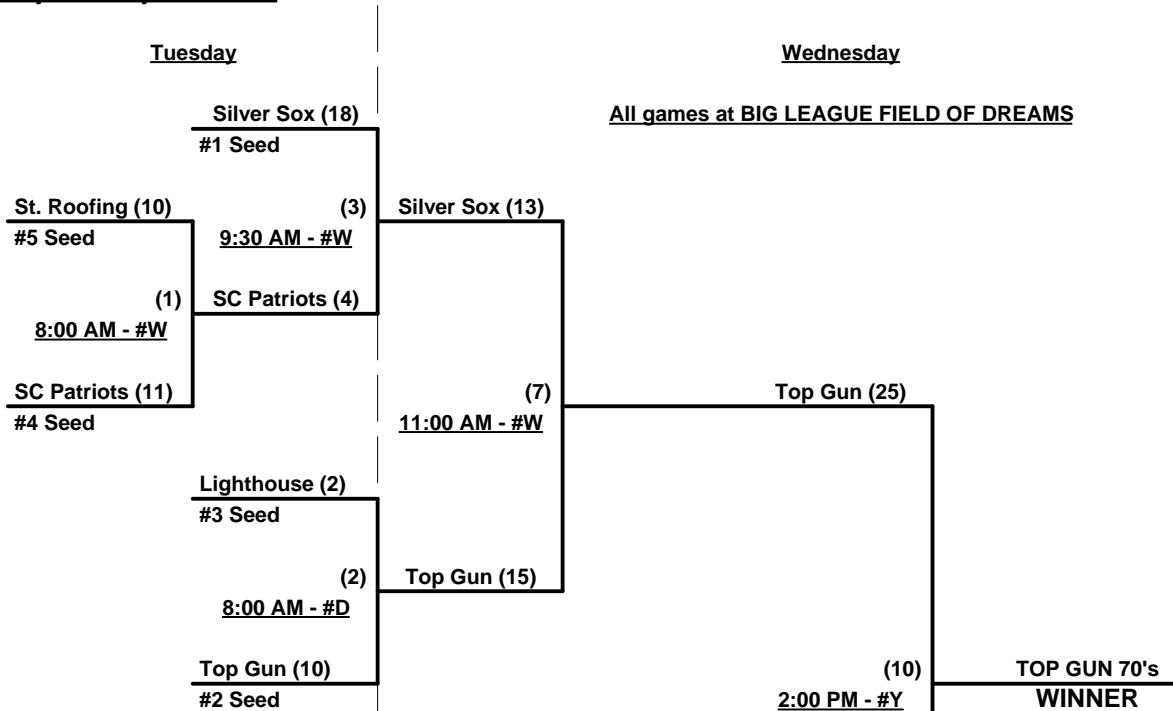 Tuesday
Wednesday
Silver Sox (18)
All games at BIG LEAGUE FIELD OF DREAMS
#1 Seed
St. Roofing (10)
(3)
Silver Sox (13)
#5 Seed
9:30 AM - #W
(1)
SC Patriots (4)
8:00 AM - #W
SC Patriots (11)
(7)
Top Gun (25)
#4 Seed
11:00 AM - #W
Lighthouse (2)
#3 Seed
(2)
Top Gun (15)
8:00 AM - #D
Top Gun (10)
(10)
TOP GUN 70's
#2 Seed
2:00 PM - #Y
WINNER